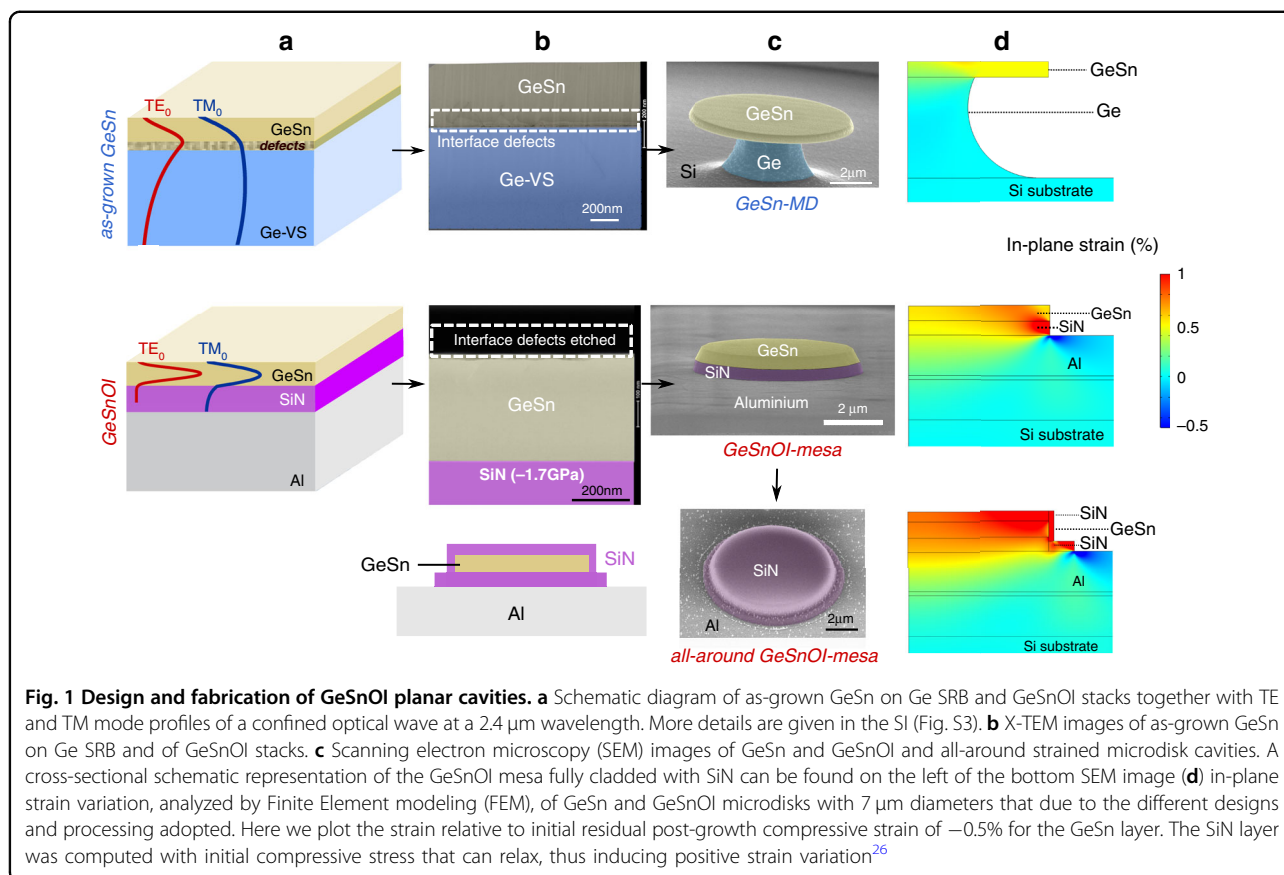 a
b
c
d
as-grown GeSn
TE0
TM0
GeSn
defects
Ge-VS
GeSn
Interface defects
Ge-VS
200nm
200 nm
GeSn
Ge
Si
2μm
GeSn-MD
GeSn
Ge
Si substrate
In-plane strain (%)
1
0.5
0
−0.5
GeSnOI
TE0
TM0
GeSn
SiN
Al
Interface defects etched
GeSn
SiN (−1.7GPa)
200nm
100 nm
GeSn
SiN
Aluminium
2 μm
GeSnOI-mesa
GeSn
SiN
Al
Si substrate
GeSn
SiN
Al
SiN
Al
2μm
all-around GeSnOI-mesa
SiN
GeSn
SiN
Al
Si substrate
Fig. 1 Design and fabrication of GeSnOI planar cavities. a Schematic diagram of as-grown GeSn on Ge SRB and GeSnOI stacks together with TE
and TM mode profiles of a confined optical wave at a 2.4 μm wavelength. More details are given in the SI (Fig. S3). b X-TEM images of as-grown GeSn
on Ge SRB and of GeSnOI stacks. c Scanning electron microscopy (SEM) images of GeSn and GeSnOI and all-around strained microdisk cavities. A
cross-sectional schematic representation of the GeSnOI mesa fully cladded with SiN can be found on the left of the bottom SEM image (d) in-plane
strain variation, analyzed by Finite Element modeling (FEM), of GeSn and GeSnOI microdisks with 7 μm diameters that due to the different designs
and processing adopted. Here we plot the strain relative to initial residual post-growth compressive strain of −0.5% for the GeSn layer. The SiN layer
was computed with initial compressive stress that can relax, thus inducing positive strain variation26